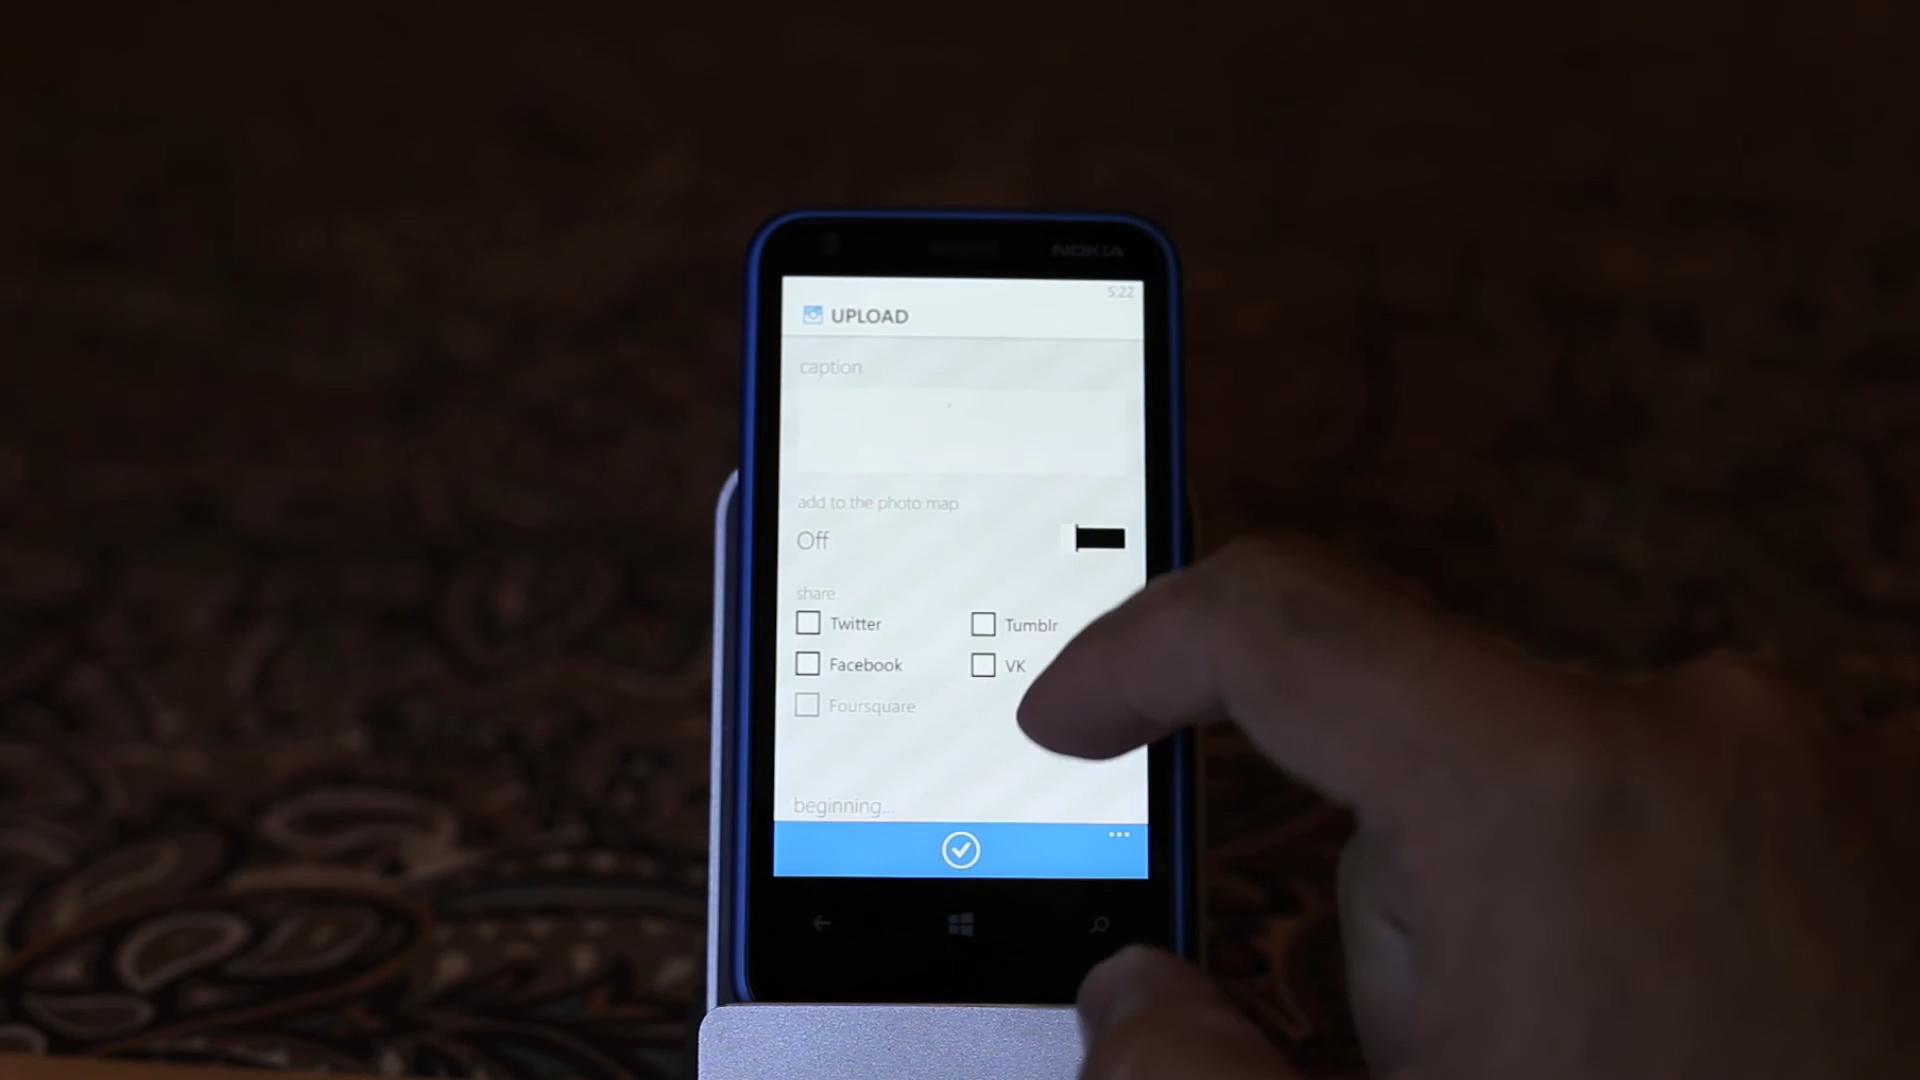 NOKIA
5:22
UPLOAD
caption
add to the photo map
Off
share
Twitter
Tumblr
Facebook
VK
Foursquare
beginning...